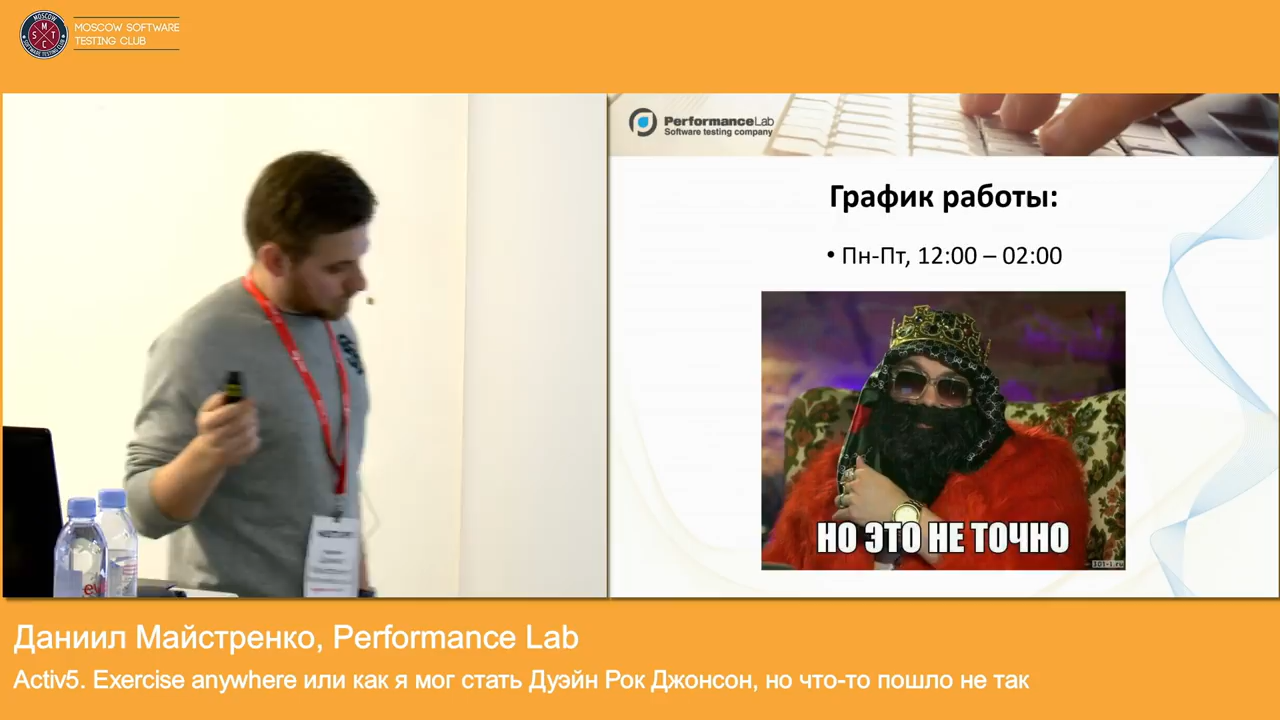 MOSCOW SOFTWARE
TESTING CLUB
PerformanceLab
Software testing company
График работы:
• Пн-Пт, 12:00 – 02:00
НО ЭТО НЕ ТОЧНО
Даниил Майстренко, Performance Lab
Activ5. Exercise anywhere или как я мог стать Дуэйн Рок Джонсон, но что-то пошло не так